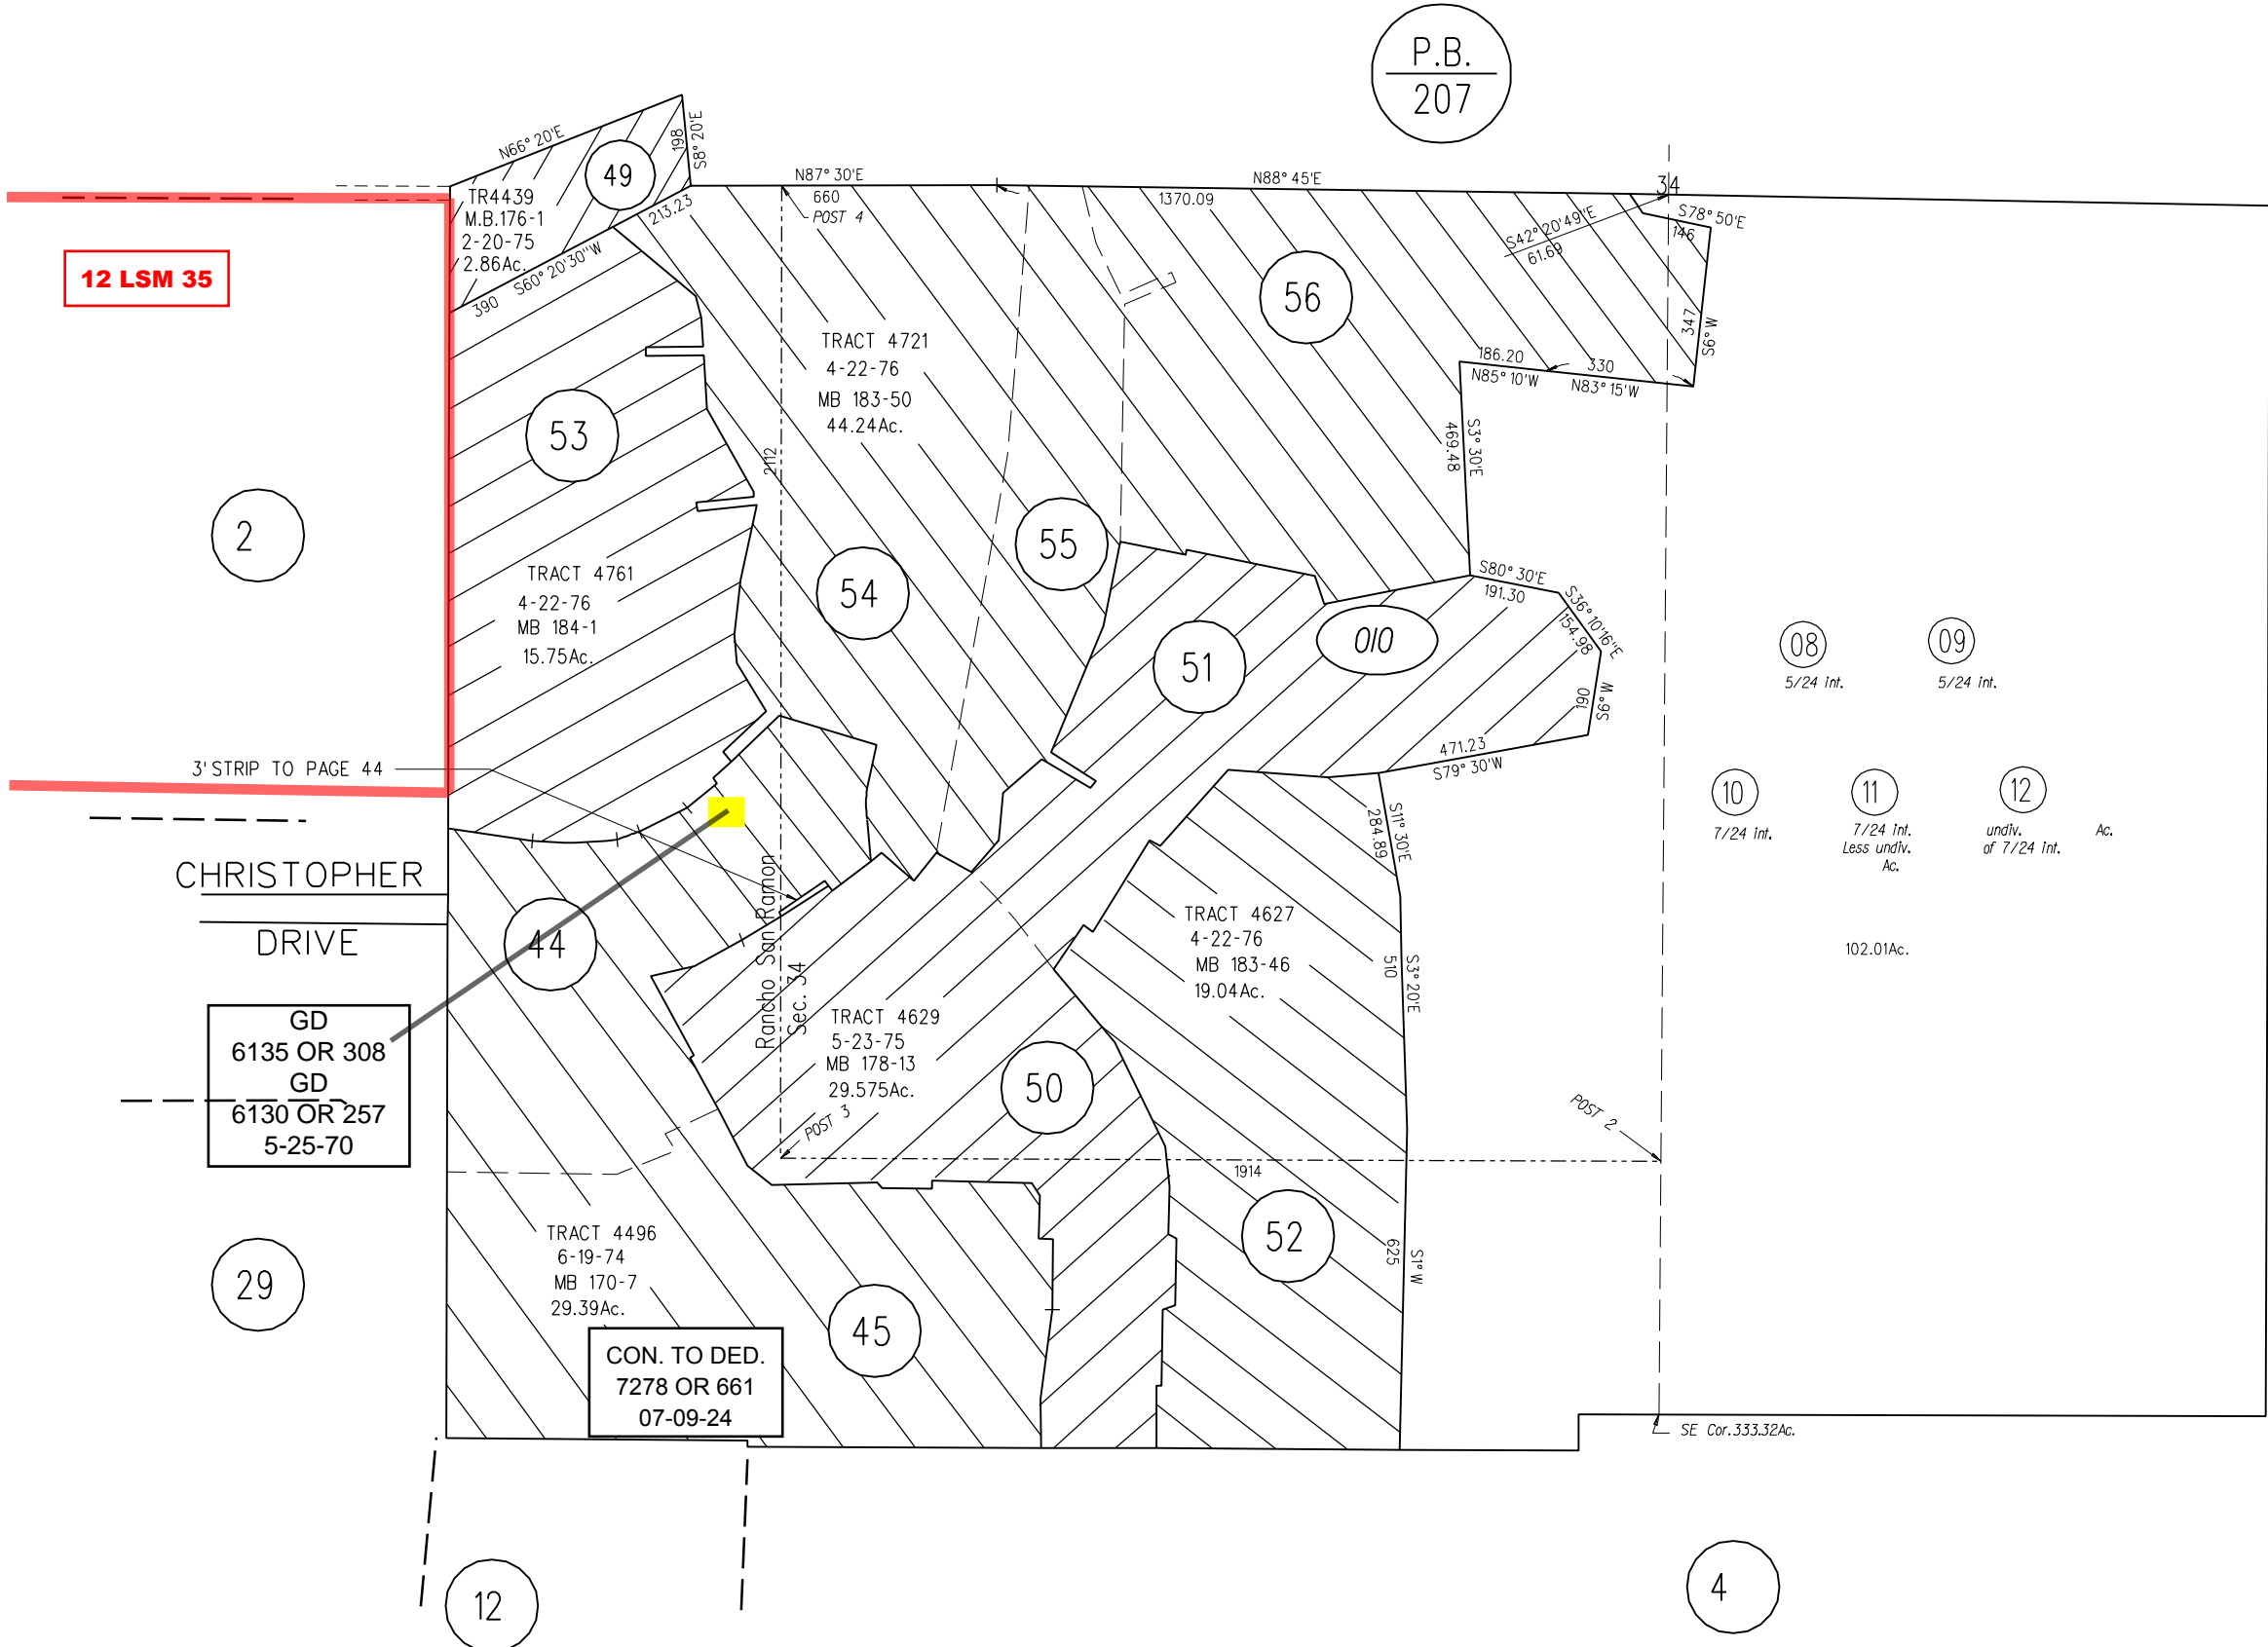 P.B.
207
N66° 20'E
198
S8° 20'E
49
TR4439
M.B.176-1
2-20-75
2.86Ac.
390
S60° 20'30"W
213.23
N87° 30'E
660
POST 4
N88° 45'E
1370.09
34
S42° 20'49"E
61.69
S78° 50'E
146
347
S6° W
12 LSM 35
56
186.20
N85° 10'W
330
N83° 15'W
TRACT 4721
4-22-76
MB 183-50
44.24Ac.
53
2112
469.48
S3° 30'E
2
55
TRACT 4761
4-22-76
MB 184-1
15.75Ac.
54
S80° 30'E
191.30
S36° 10'16"E
154.98
51
010
08
5/24 int.
09
5/24 int.
160
S6° W
471.23
S79° 30'W
3' STRIP TO PAGE 44
10
7/24 int.
11
7/24 int.
Less undiv.
Ac.
12
undiv. Ac.
of 7/24 int.
284.89
S11° 30'E
CHRISTOPHER
DRIVE
44
Rancho San Ramon
Sec. 34
TRACT 4627
4-22-76
MB 183-46
19.04Ac.
510
S3° 20'E
102.01Ac.
GD
6135 OR 308
GD
6130 OR 257
5-25-70
TRACT 4629
5-23-75
MB 178-13
29.575Ac.
50
POST 3
POST 2
1914
TRACT 4496
6-19-74
MB 170-7
29.39Ac.
52
625
S1° W
29
45
CON. TO DED.
7278 OR 661
07-09-24
SE Cor.333.32Ac.
12
4